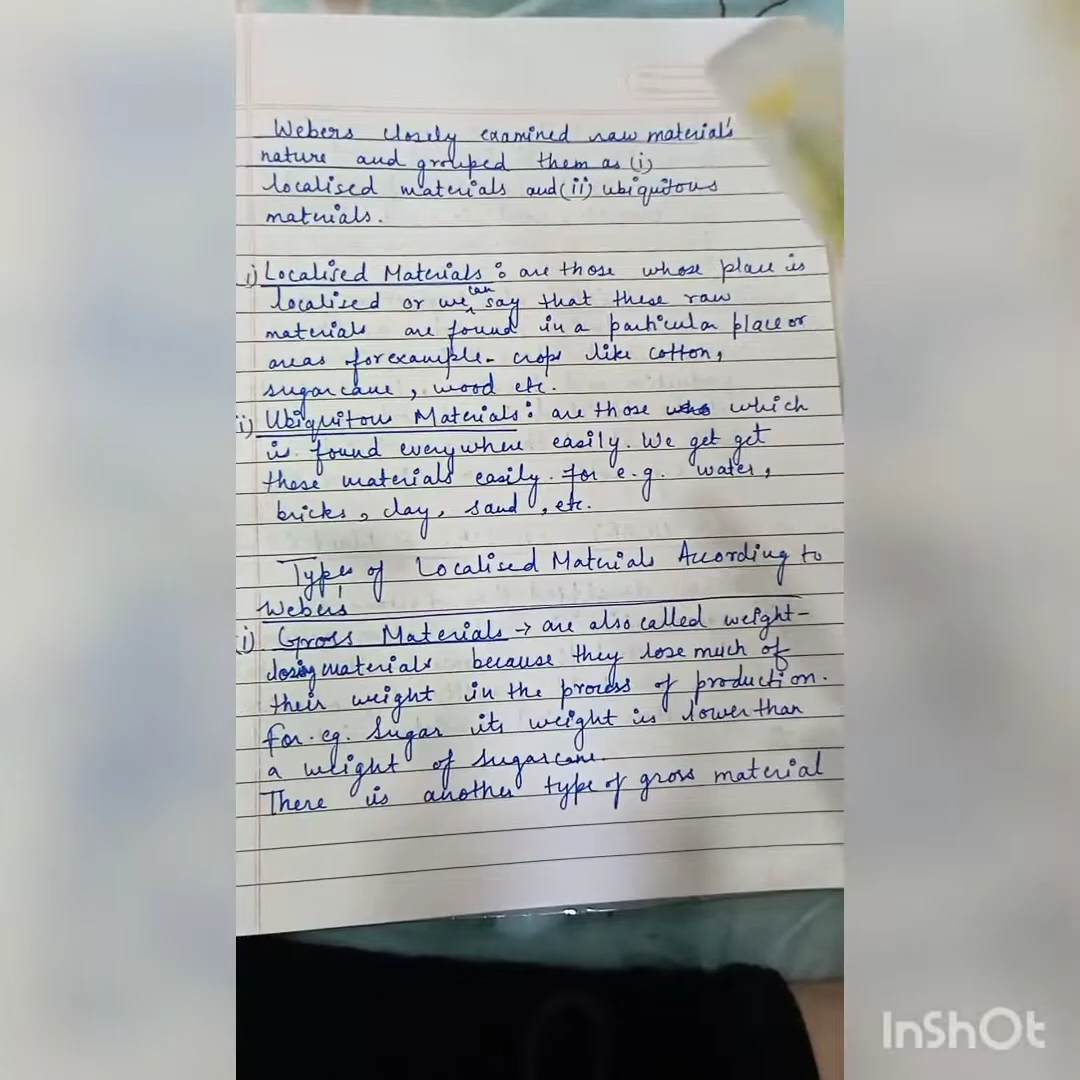 Webers closely examined raw material's
nature and grouped them as (i)
localised materials and (ii) ubiquitous
materials.
i) Localised Materials : are those whose place is
localised or we can say that these raw
materials are found in a particular place or
areas for example - crops like cotton,
sugarcane, wood etc.
ii) Ubiquitous Materials : are those who which
is found everywhere easily. We get get
these materials easily. for e.g. water,
bricks, clay, sand, etc.
Types of Localised Materials According to
Webers
i) Gross Materials → are also called weight-
losing materials because they lose much of
their weight in the process of production.
For. eg. Sugar its weight is lower than
a weight of sugarcane.
There is another type of gross material
InShOt